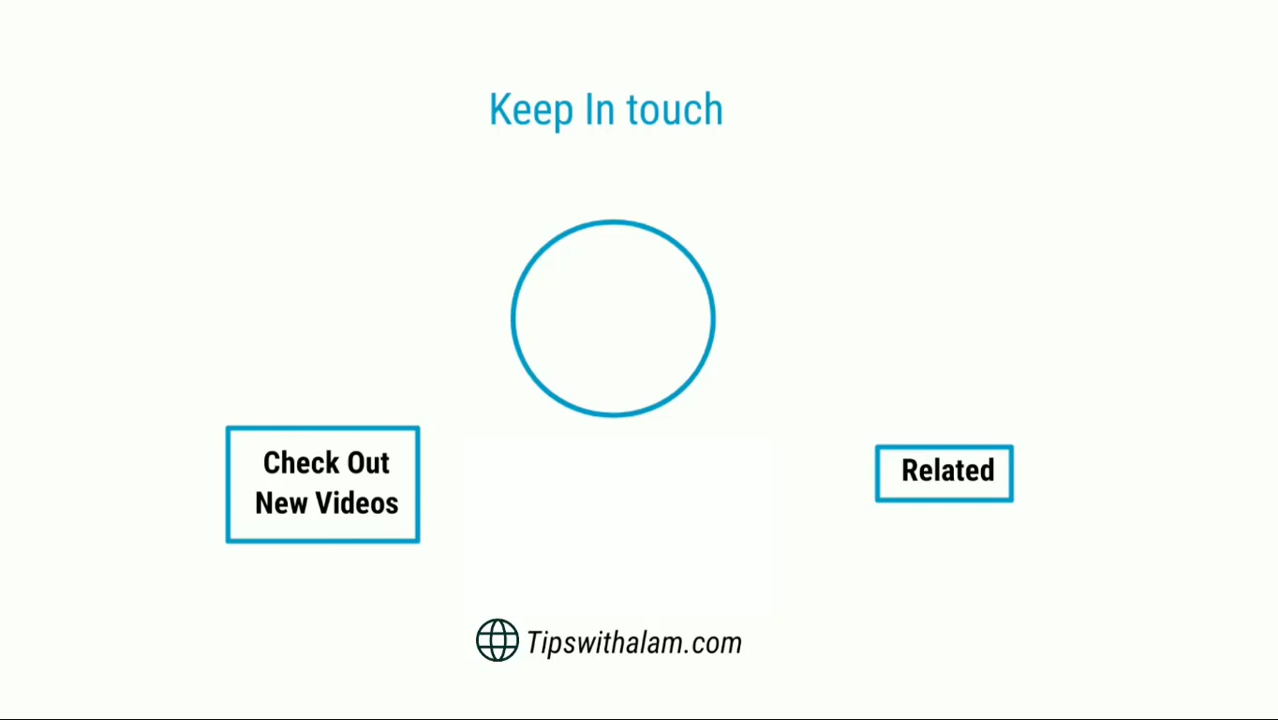 Keep In touch
Check Out
New Videos
Related
Tipswithalam.com